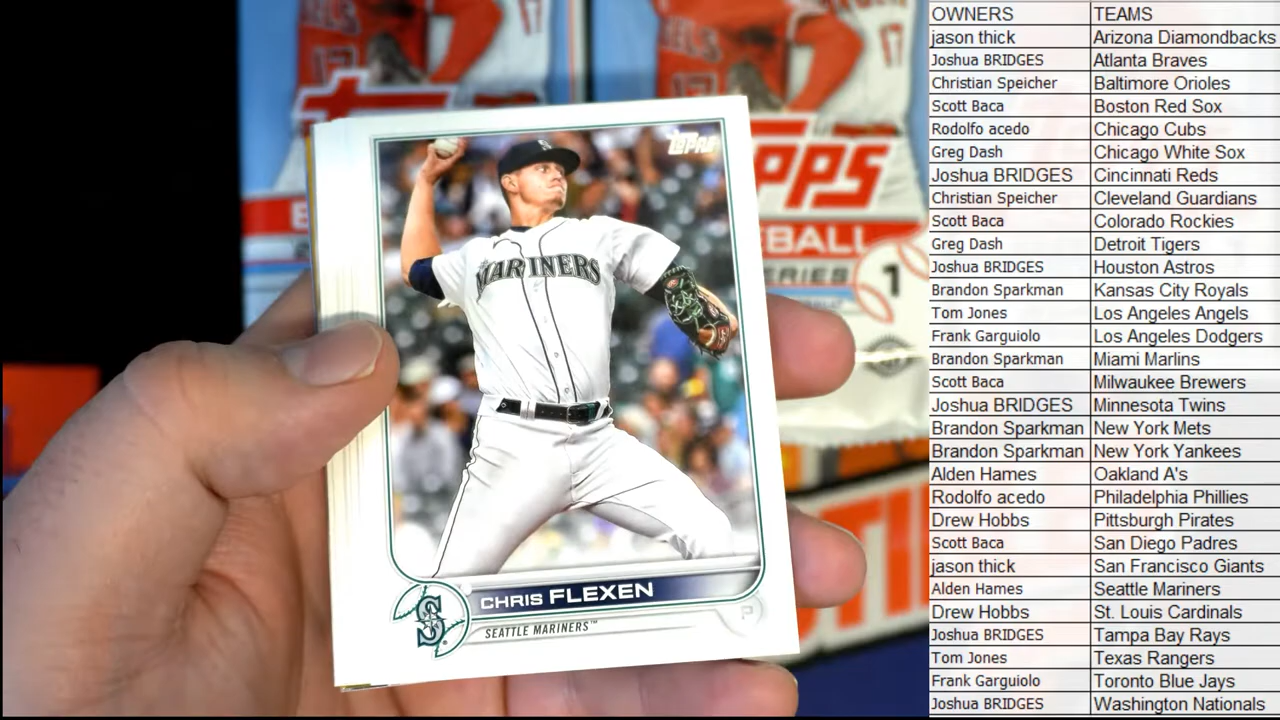 OWNERS TEAMS
jason thick Arizona Diamondbacks
Joshua BRIDGES Atlanta Braves
Christian Speicher Baltimore Orioles
Scott Baca Boston Red Sox
Rodolfo acedo Chicago Cubs
Greg Dash Chicago White Sox
Joshua BRIDGES Cincinnati Reds
Christian Speicher Cleveland Guardians
Scott Baca Colorado Rockies
Greg Dash Detroit Tigers
Joshua BRIDGES Houston Astros
Brandon Sparkman Kansas City Royals
Tom Jones Los Angeles Angels
Frank Garguiolo Los Angeles Dodgers
Brandon Sparkman Miami Marlins
Scott Baca Milwaukee Brewers
Joshua BRIDGES Minnesota Twins
Brandon Sparkman New York Mets
Brandon Sparkman New York Yankees
Alden Hames Oakland A's
Rodolfo acedo Philadelphia Phillies
Drew Hobbs Pittsburgh Pirates
Scott Baca San Diego Padres
jason thick San Francisco Giants
Alden Hames Seattle Mariners
Drew Hobbs St. Louis Cardinals
Joshua BRIDGES Tampa Bay Rays
Tom Jones Texas Rangers
Frank Garguiolo Toronto Blue Jays
Joshua BRIDGES Washington Nationals
TOPPS
MARINERS
CHRIS FLEXEN
SEATTLE MARINERS™
P
S
17
17
PPS
EBALL
ERIES 1